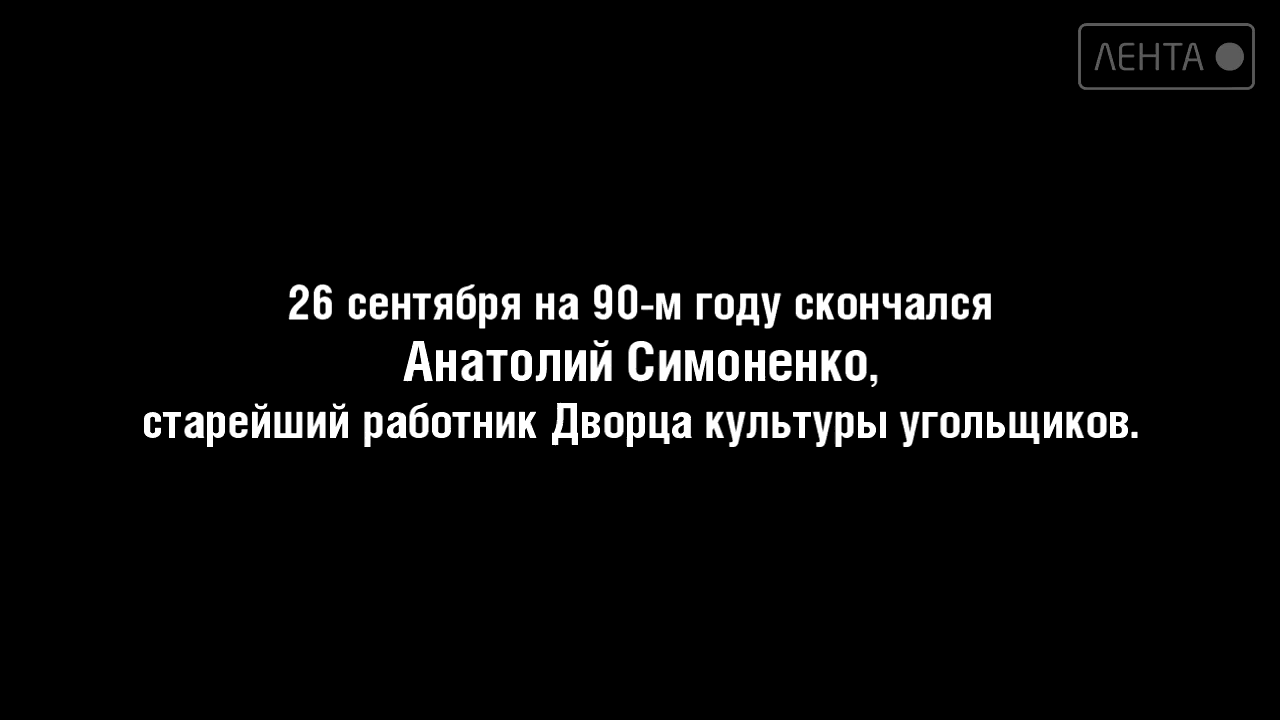 ЛЕНТА
26 сентября на 90-м году скончался
Анатолий Симоненко,
старейший работник Дворца культуры угольщиков.